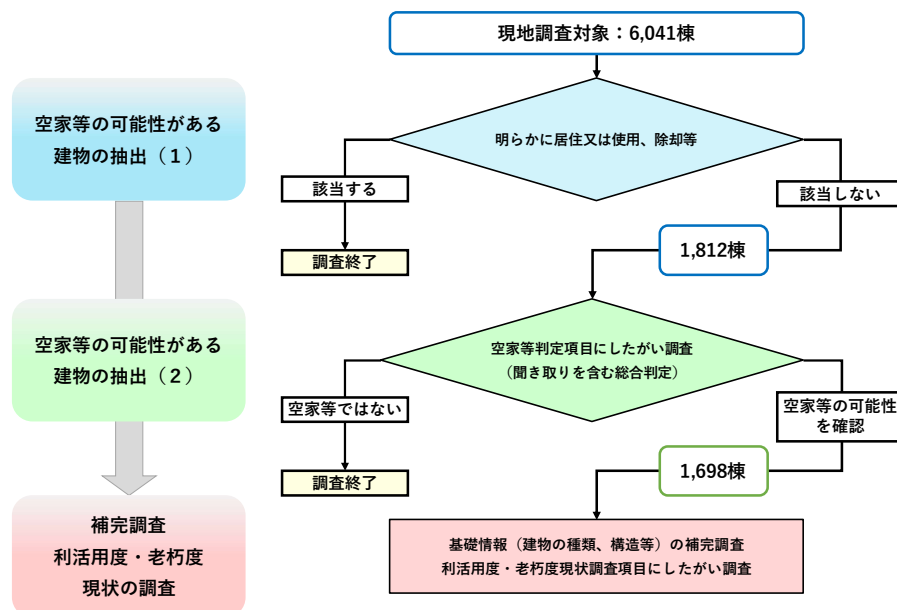 現地調査対象：6,041棟
空家等の可能性がある
建物の抽出（１）
明らかに居住又は使用、除却等
該当する
該当しない
調査終了
1,812棟
空家等の可能性がある
建物の抽出（２）
空家等判定項目にしたがい調査
（聞き取りを含む総合判定）
空家等ではない
空家等の可能性
を確認
調査終了
1,698棟
補完調査
利活用度・老朽度
現状の調査
基礎情報（建物の種類、構造等）の補完調査
利活用度・老朽度現状調査項目にしたがい調査